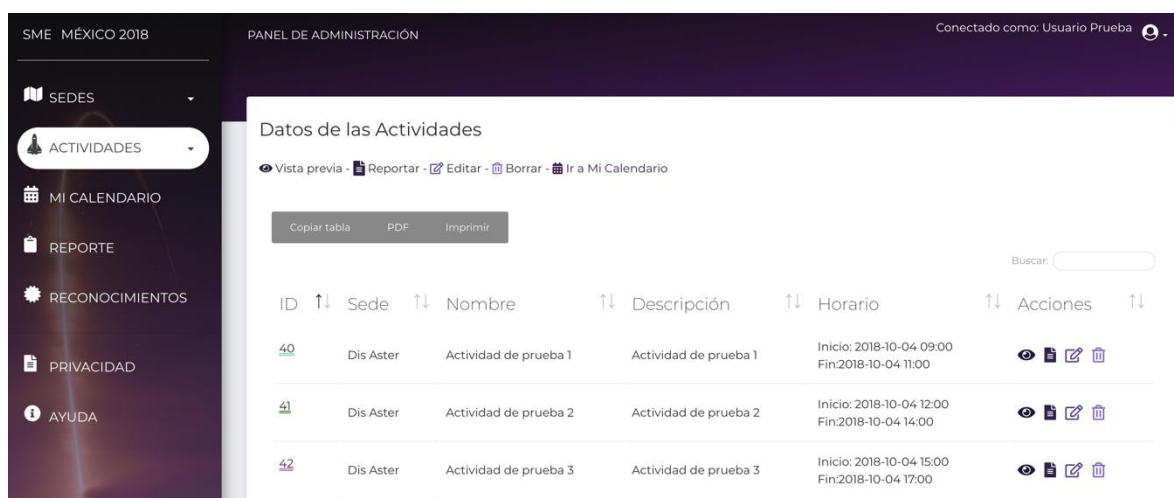 SME MÉXICO 2018
PANEL DE ADMINISTRACIÓN
Conectado como: Usuario Prueba
SEDES
ACTIVIDADES
MI CALENDARIO
REPORTE
RECONOCIMIENTOS
PRIVACIDAD
AYUDA
Datos de las Actividades
Vista previa - Reportar - Editar - Borrar - Ir a Mi Calendario
Copiar tabla PDF Imprimir
Buscar:
ID Sede Nombre Descripción Horario Acciones
40 Dis Aster Actividad de prueba 1 Actividad de prueba 1 Inicio: 2018-10-04 09:00
Fin:2018-10-04 11:00
41 Dis Aster Actividad de prueba 2 Actividad de prueba 2 Inicio: 2018-10-04 12:00
Fin:2018-10-04 14:00
42 Dis Aster Actividad de prueba 3 Actividad de prueba 3 Inicio: 2018-10-04 15:00
Fin:2018-10-04 17:00